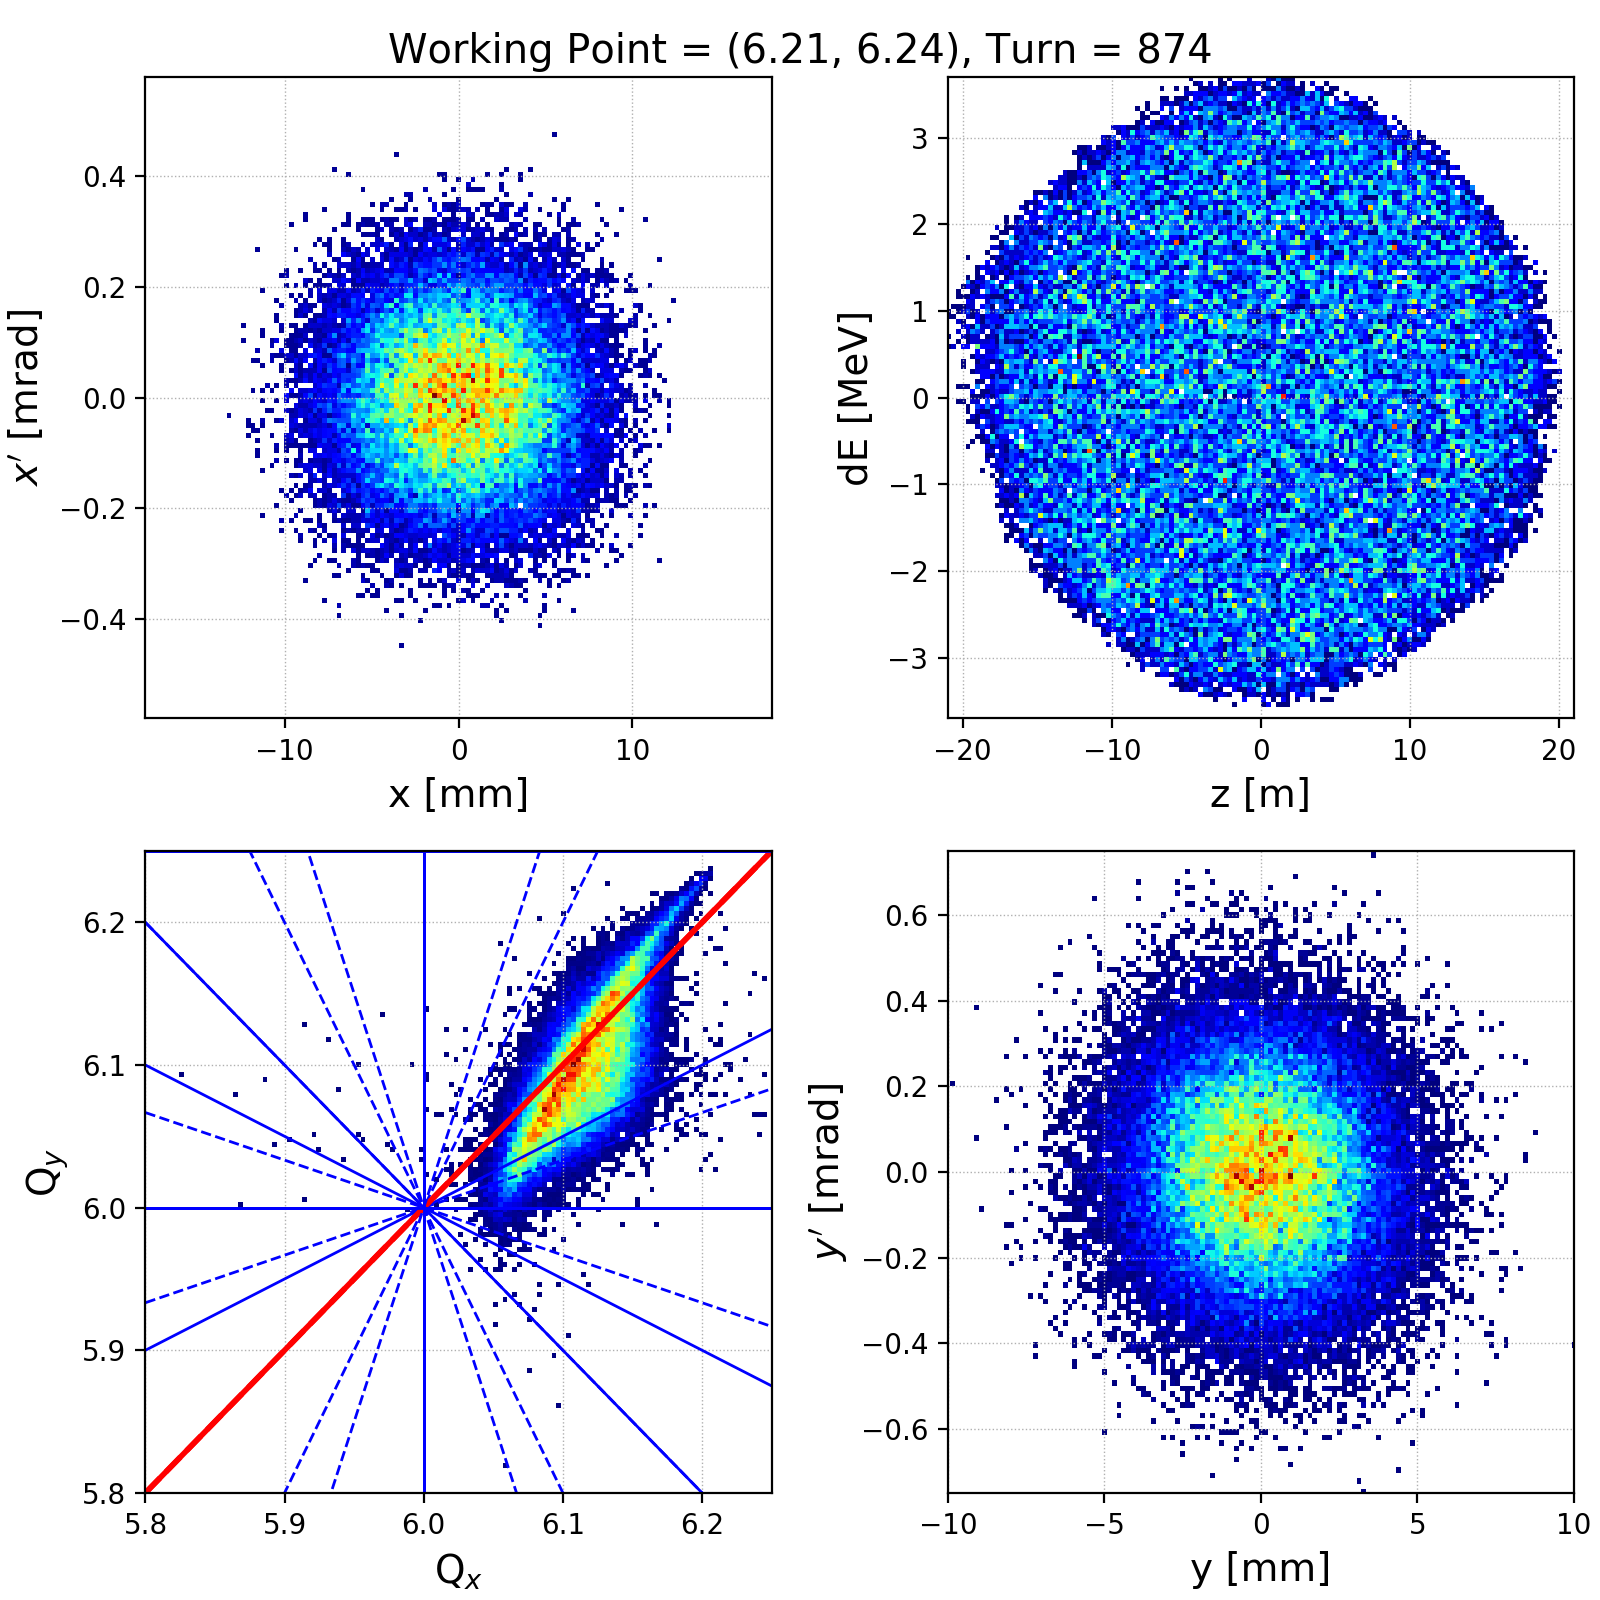 Working Point = (6.21, 6.24), Turn = 874
0.4
0.2
0.0
−0.2
−0.4
x′ [mrad]
−10 0 10
x [mm]
3
2
1
0
−1
−2
−3
dE [MeV]
−20 −10 0 10 20
z [m]
6.2
6.1
6.0
5.9
5.8
Qy
5.8 5.9 6.0 6.1 6.2
Qx
0.6
0.4
0.2
0.0
−0.2
−0.4
−0.6
y′ [mrad]
−10 −5 0 5 10
y [mm]